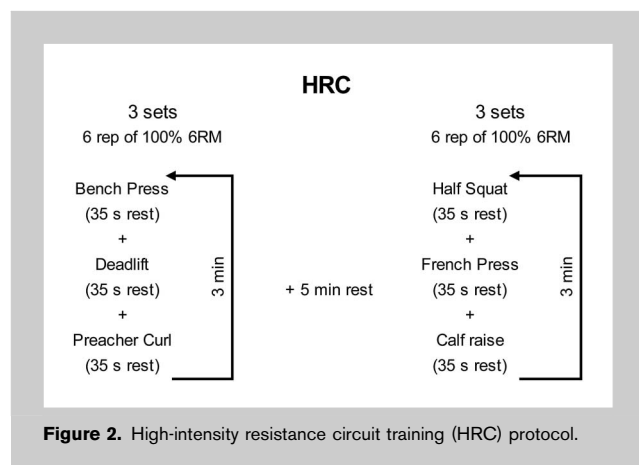 HRC
3 sets
6 rep of 100% 6RM
Bench Press
(35 s rest)
+
Deadlift
(35 s rest)
+
Preacher Curl
(35 s rest)
3 min
+ 5 min rest
3 sets
6 rep of 100% 6RM
Half Squat
(35 s rest)
+
French Press
(35 s rest)
+
Calf raise
(35 s rest)
3 min
Figure 2. High-intensity resistance circuit training (HRC) protocol.